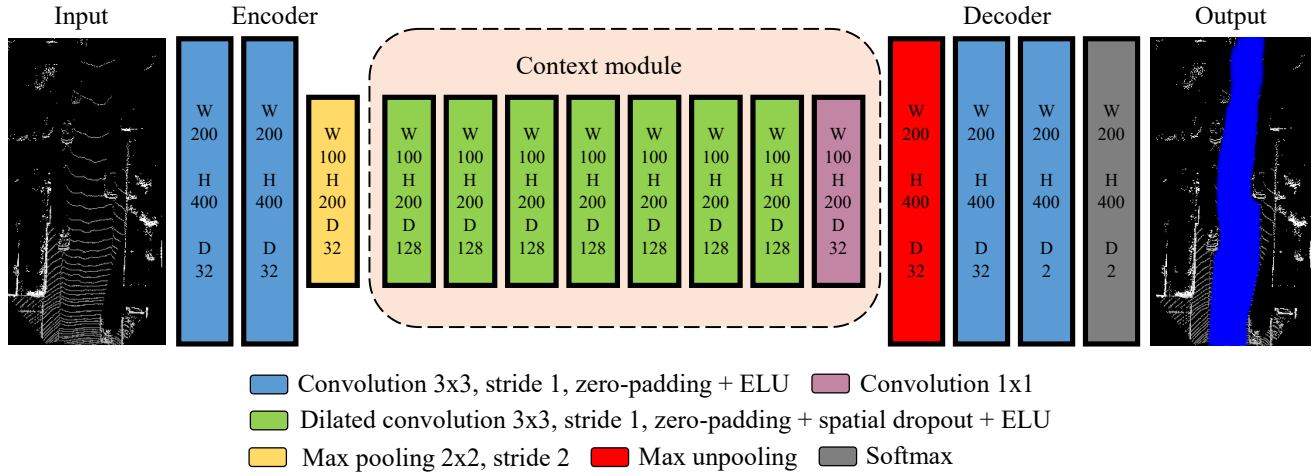 Input Encoder Decoder Output
Context module
W 200 H 400 D 32
W 200 H 400 D 32
W 100 H 200 D 32
W 100 H 200 D 128
W 100 H 200 D 128
W 100 H 200 D 128
W 100 H 200 D 128
W 100 H 200 D 128
W 100 H 200 D 128
W 100 H 200 D 128
W 100 H 200 D 32
W 200 H 400 D 32
W 200 H 400 D 32
W 200 H 400 D 2
W 200 H 400 D 2
Convolution 3x3, stride 1, zero-padding + ELU Convolution 1x1
Dilated convolution 3x3, stride 1, zero-padding + spatial dropout + ELU
Max pooling 2x2, stride 2 Max unpooling Softmax